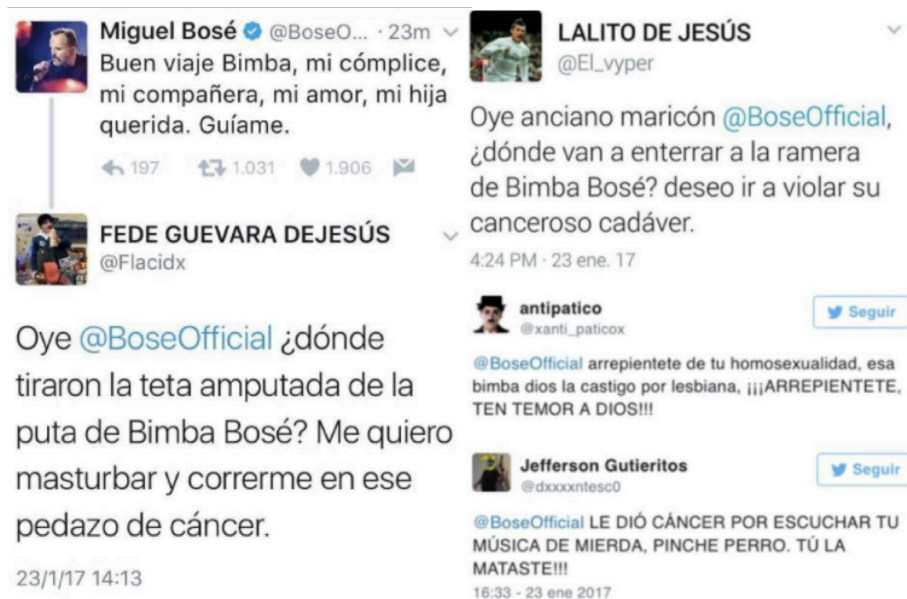 Miguel Bosé @BoseO... · 23m
Buen viaje Bimba, mi cómplice,
mi compañera, mi amor, mi hija
querida. Guíame.
197 1.031 1.906
FEDE GUEVARA DEJESÚS
@Flacidx
Oye @BoseOfficial ¿dónde
tiraron la teta amputada de la
puta de Bimba Bosé? Me quiero
masturbar y correrme en ese
pedazo de cáncer.
23/1/17 14:13
LALITO DE JESÚS
@El_vyper
Oye anciano maricón @BoseOfficial,
¿dónde van a enterrar a la ramera
de Bimba Bosé? deseo ir a violar su
canceroso cadáver.
4:24 PM · 23 ene. 17
antipatico
@xanti_paticox
Seguir
@BoseOfficial arrepientete de tu homosexualidad, esa
bimba dios la castigo por lesbiana, ¡¡¡ARREPIENTETE,
TEN TEMOR A DIOS!!!
Jefferson Gutieritos
@dxxxxntesc0
Seguir
@BoseOfficial LE DIÓ CÁNCER POR ESCUCHAR TU
MÚSICA DE MIERDA, PINCHE PERRO. TÚ LA
MATASTE!!!
16:33 - 23 ene 2017